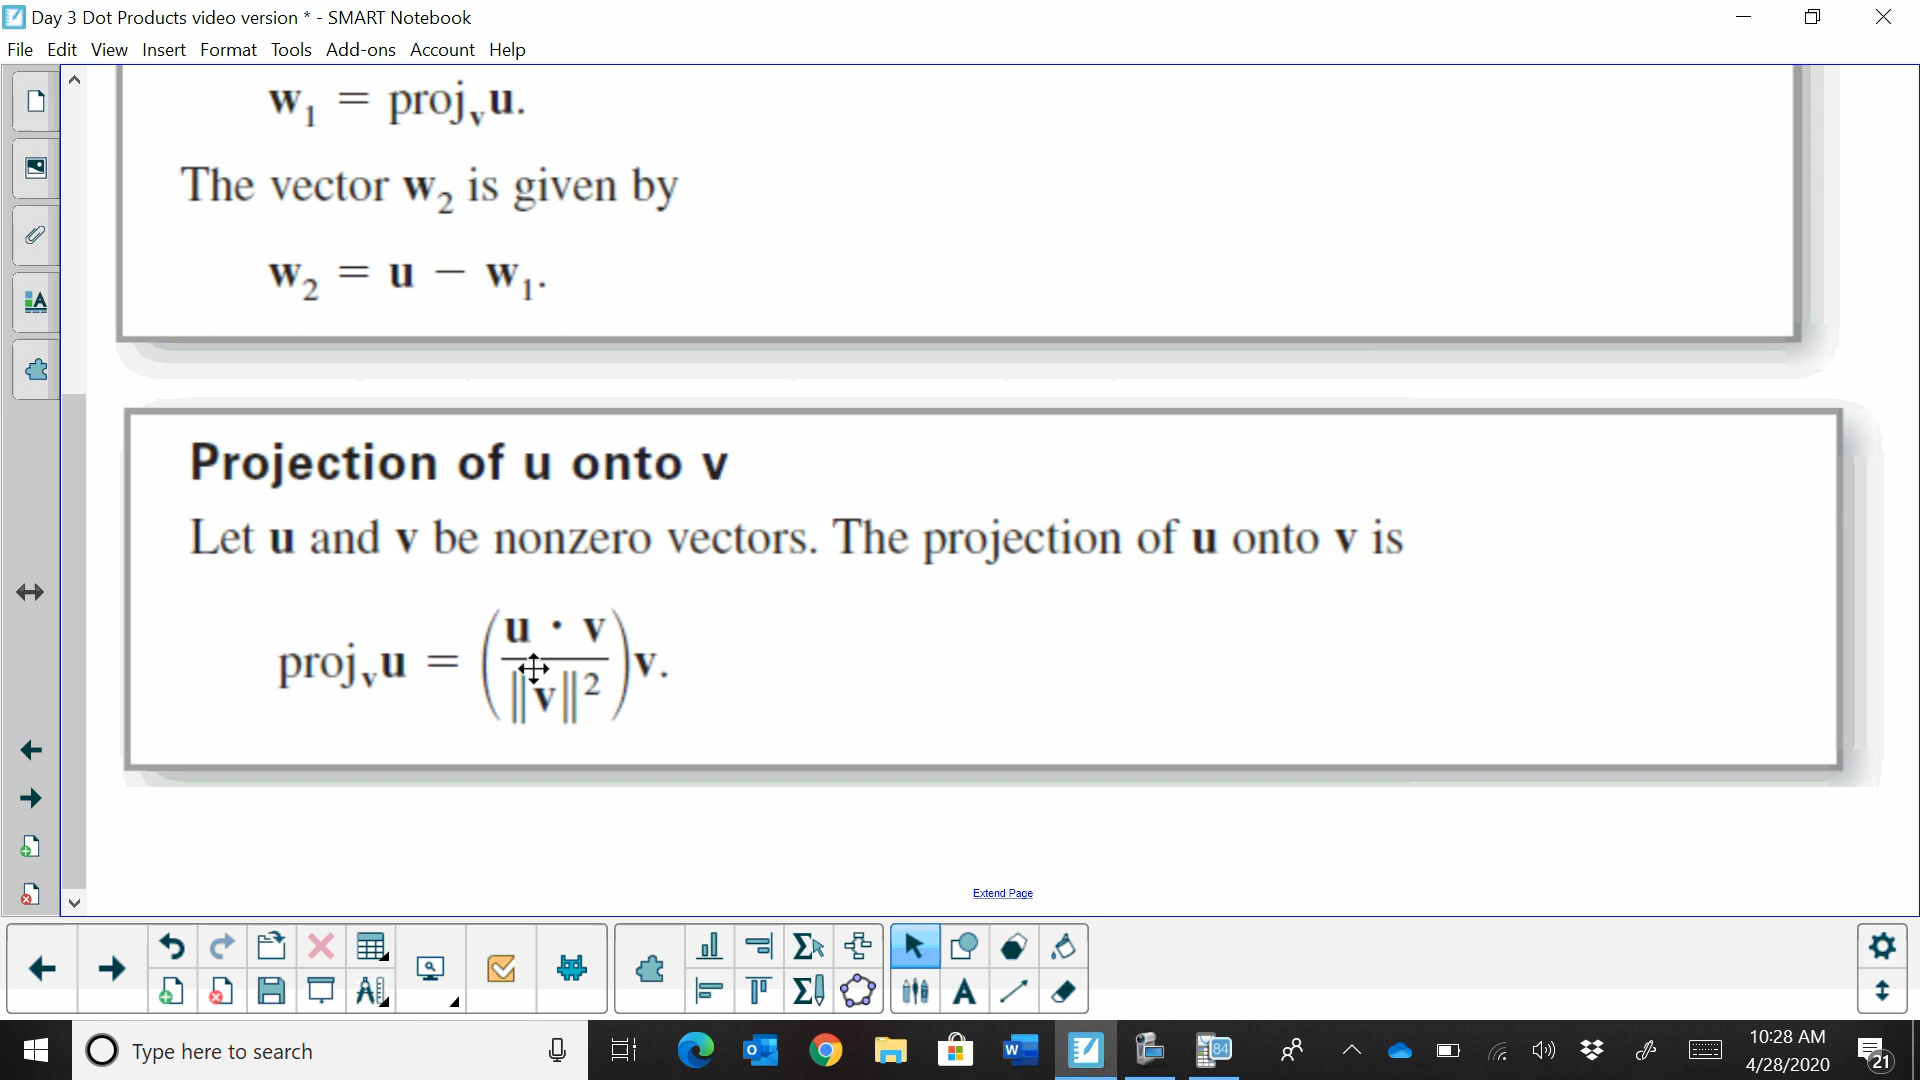 Day 3 Dot Products video version * - SMART Notebook
File Edit View Insert Format Tools Add-ons Account Help
w₁ = projᵥu.
The vector w₂ is given by
w₂ = u − w₁.
Projection of u onto v
Let u and v be nonzero vectors. The projection of u onto v is
projᵥu = (u · v / ‖v‖²)v.
Extend Page
Type here to search
84
10:28 AM
4/28/2020
21